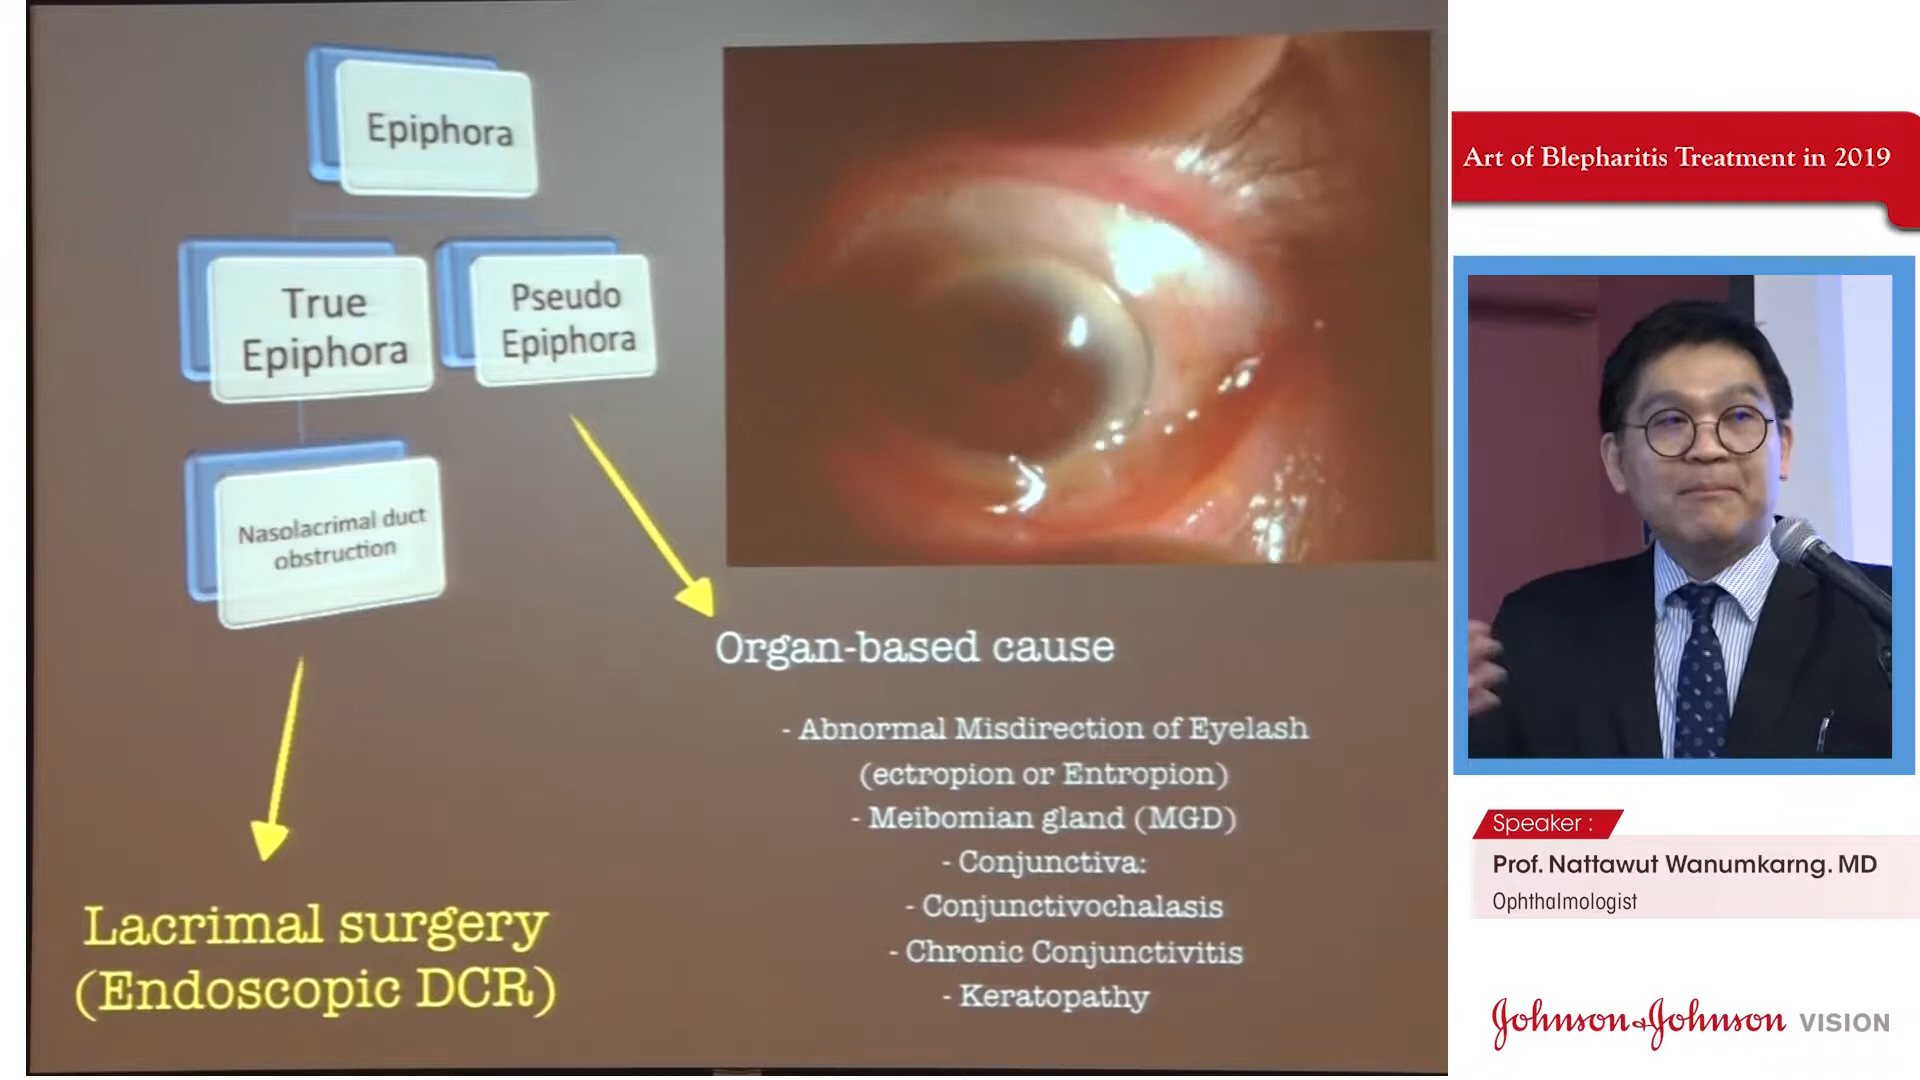 Epiphora
True
Epiphora
Pseudo
Epiphora
Nasolacrimal duct
obstruction
Lacrimal surgery
(Endoscopic DCR)
Organ-based cause
- Abnormal Misdirection of Eyelash
(ectropion or Entropion)
- Meibomian gland (MGD)
- Conjunctiva:
- Conjunctivochalasis
- Chronic Conjunctivitis
- Keratopathy
Art of Blepharitis Treatment in 2019
Speaker :
Prof. Nattawut Wanumkarng. MD
Ophthalmologist
Johnson & Johnson VISION